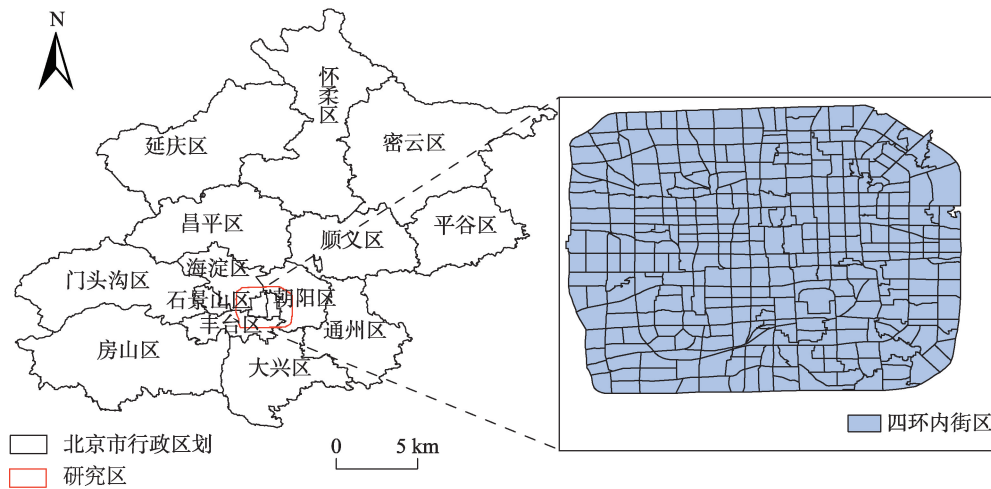 N
怀柔区
延庆区
密云区
昌平区
顺义区
平谷区
海淀区
门头沟区
石景山区
朝阳区
丰台区
通州区
房山区
大兴区
四环内街区
北京市行政区划
0 5 km
研究区